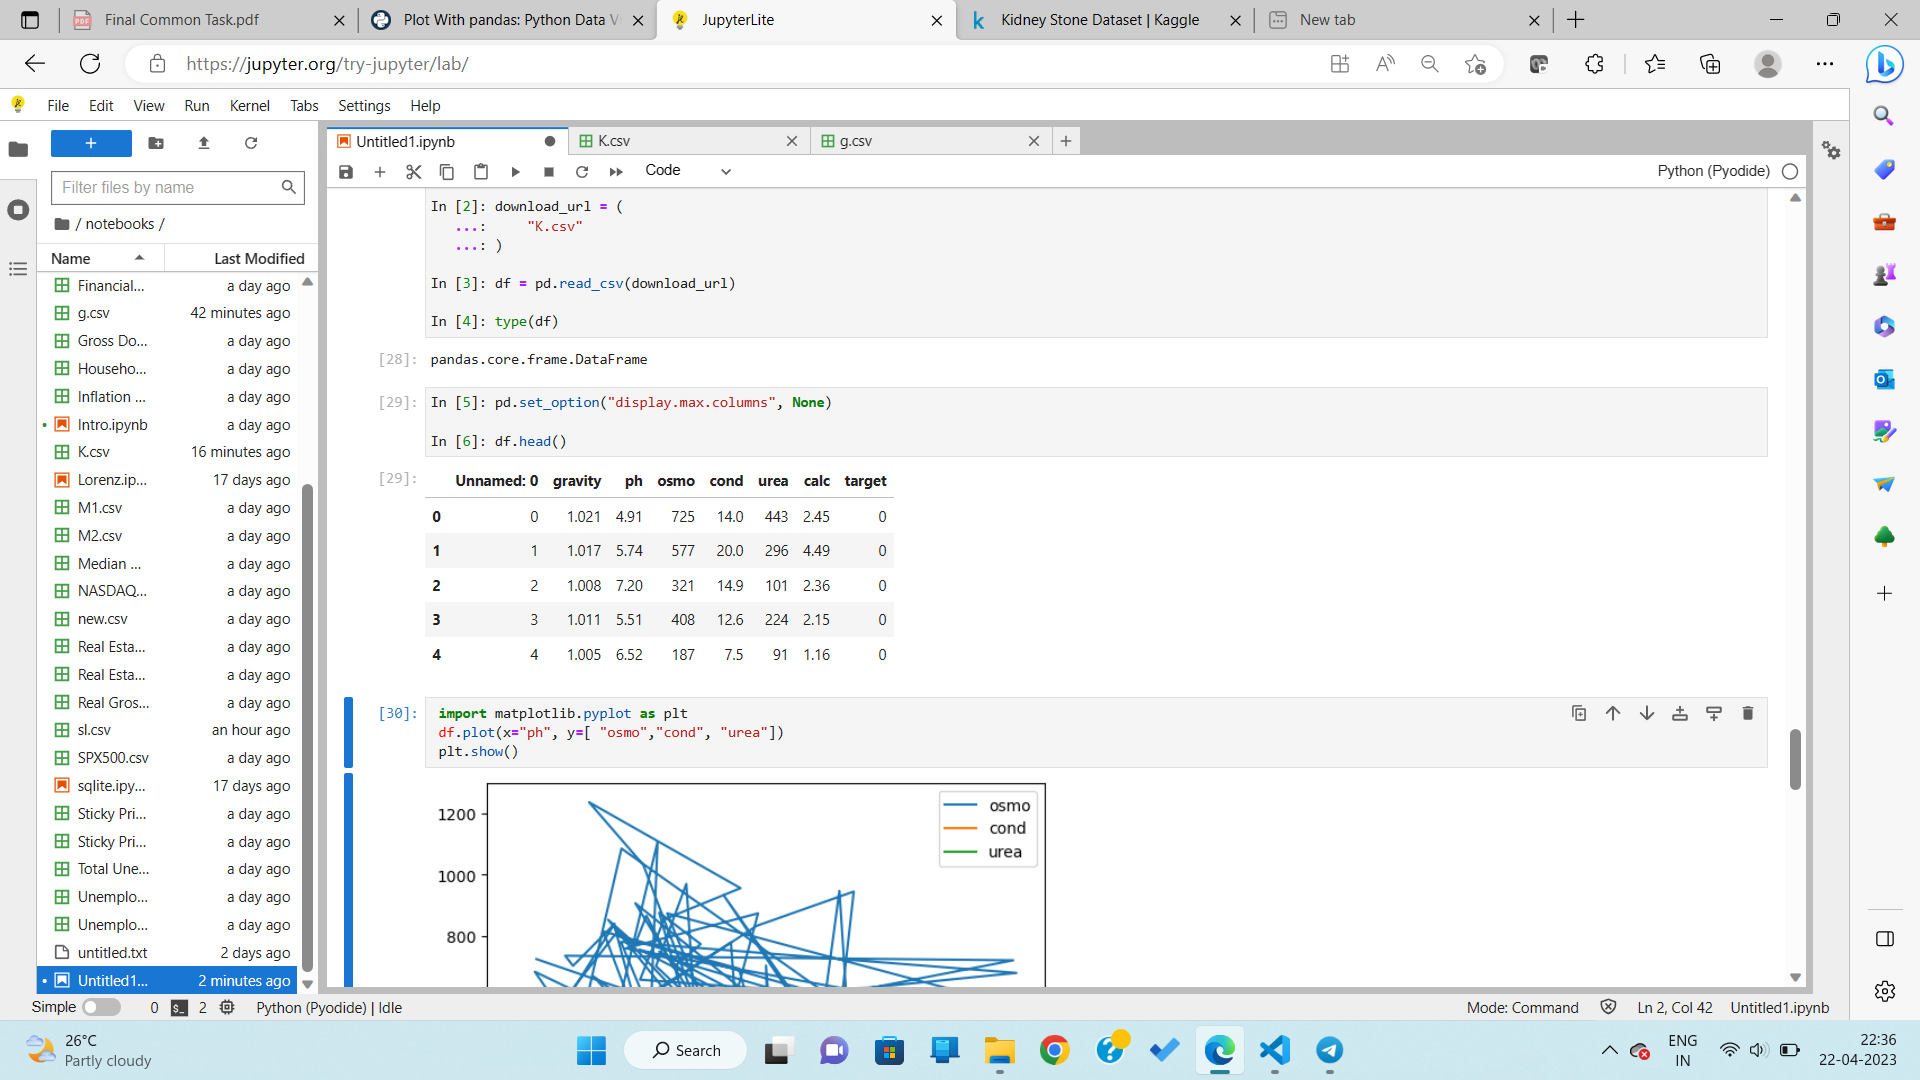 Final Common Task.pdf
Plot With pandas: Python Data V
JupyterLite
Kidney Stone Dataset | Kaggle
New tab
https://jupyter.org/try-jupyter/lab/
File Edit View Run Kernel Tabs Settings Help
Untitled1.ipynb
K.csv
g.csv
Code
Python (Pyodide)
Filter files by name
/ notebooks /
Name Last Modified
Financial... a day ago
g.csv 42 minutes ago
Gross Do... a day ago
Househo... a day ago
Inflation ... a day ago
Intro.ipynb a day ago
K.csv 16 minutes ago
Lorenz.ip... 17 days ago
M1.csv a day ago
M2.csv a day ago
Median ... a day ago
NASDAQ... a day ago
new.csv a day ago
Real Esta... a day ago
Real Esta... a day ago
Real Gros... a day ago
sl.csv an hour ago
SPX500.csv a day ago
sqlite.ipy... 17 days ago
Sticky Pri... a day ago
Sticky Pri... a day ago
Total Une... a day ago
Unemplo... a day ago
Unemplo... a day ago
untitled.txt 2 days ago
Untitled1... 2 minutes ago
In [2]: download_url = (
...: "K.csv"
...: )
In [3]: df = pd.read_csv(download_url)
In [4]: type(df)
[28]: pandas.core.frame.DataFrame
[29]: In [5]: pd.set_option("display.max.columns", None)
In [6]: df.head()
[29]: Unnamed: 0 gravity ph osmo cond urea calc target
0 0 1.021 4.91 725 14.0 443 2.45 0
1 1 1.017 5.74 577 20.0 296 4.49 0
2 2 1.008 7.20 321 14.9 101 2.36 0
3 3 1.011 5.51 408 12.6 224 2.15 0
4 4 1.005 6.52 187 7.5 91 1.16 0
[30]: import matplotlib.pyplot as plt
df.plot(x="ph", y=[ "osmo","cond", "urea"])
plt.show()
1200
1000
800
osmo
cond
urea
Simple 0 2 Python (Pyodide) | Idle
Mode: Command Ln 2, Col 42 Untitled1.ipynb
26°C
Partly cloudy
Search
ENG
IN
22:36
22-04-2023